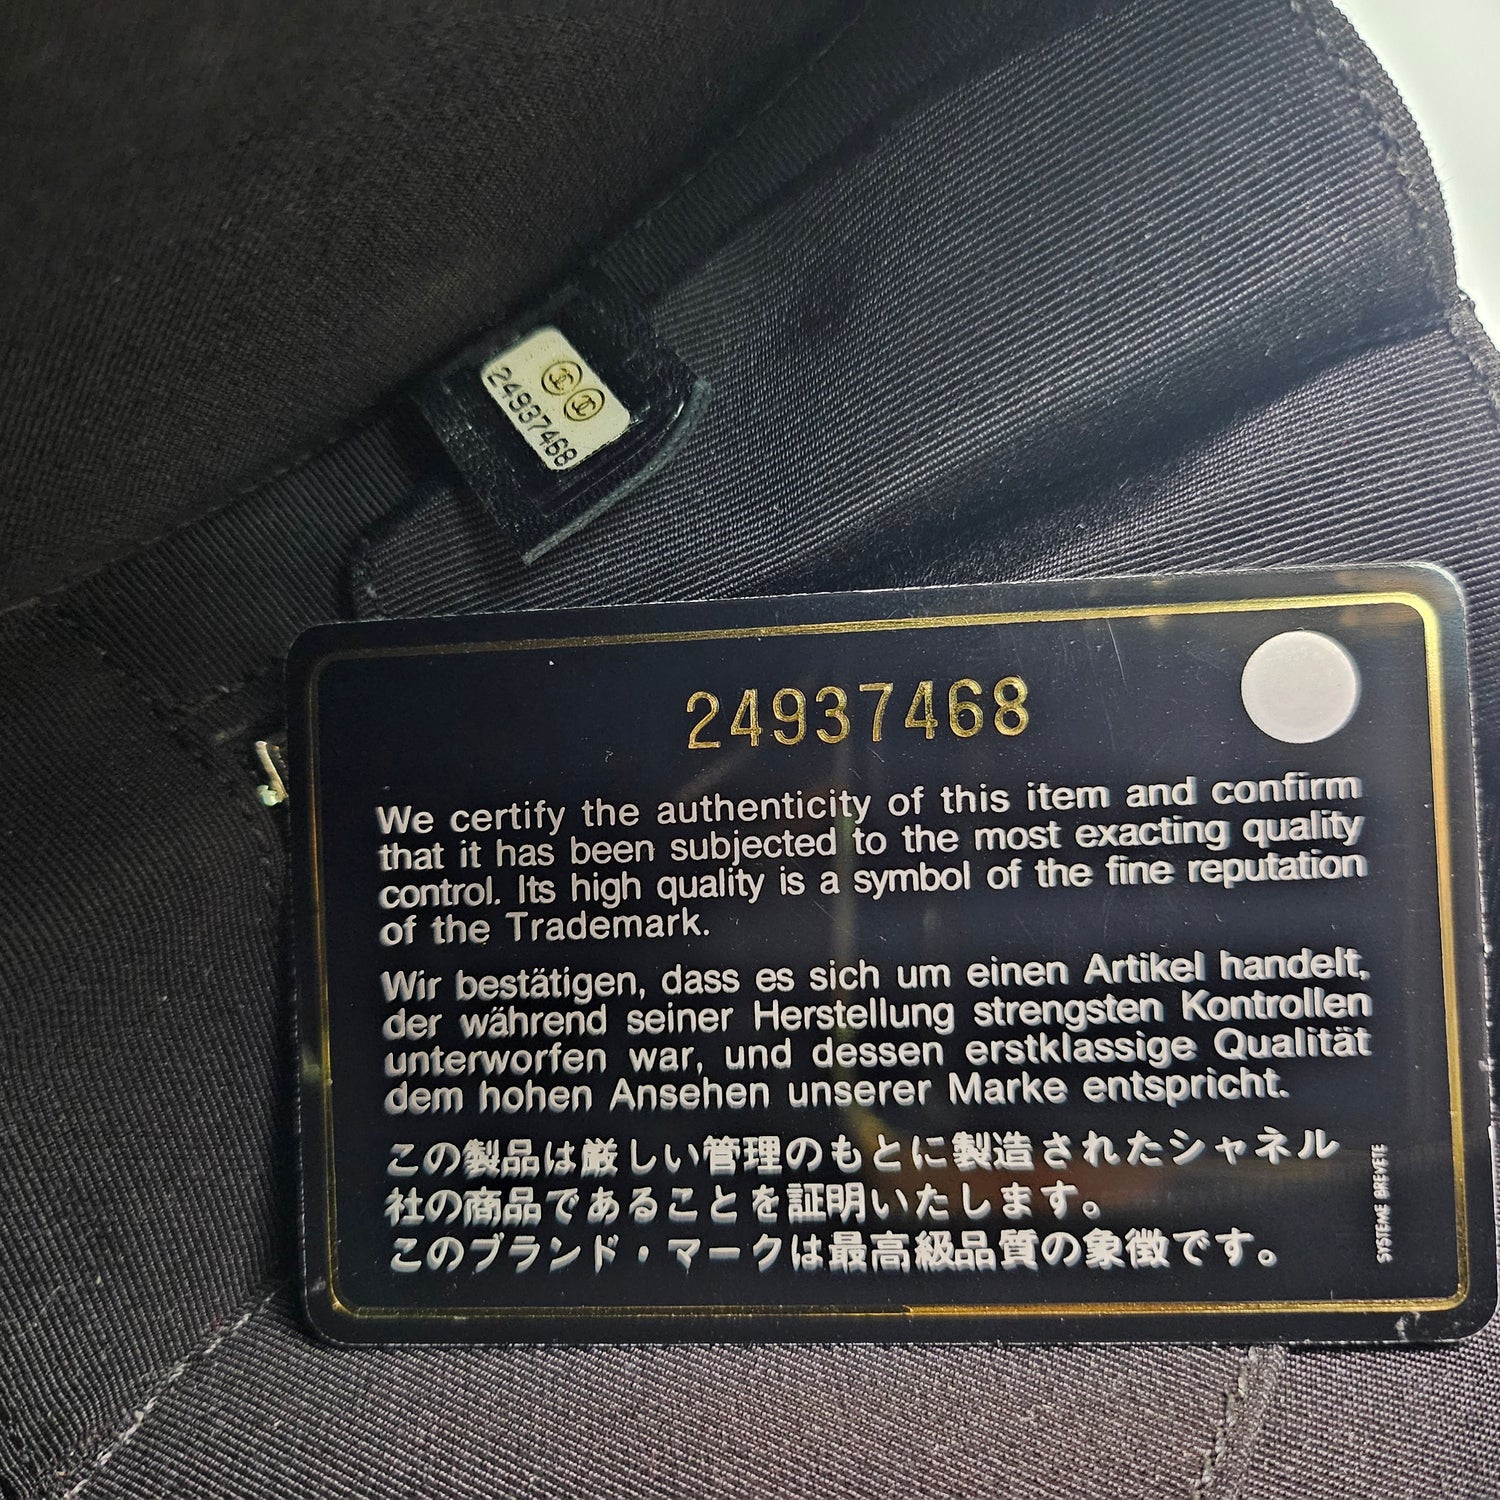 24937468
24937468
We certify the authenticity of this item and confirm
that it has been subjected to the most exacting quality
control. Its high quality is a symbol of the fine reputation
of the Trademark.
Wir bestätigen, dass es sich um einen Artikel handelt,
der während seiner Herstellung strengsten Kontrollen
unterworfen war, und dessen erstklassige Qualität
dem hohen Ansehen unserer Marke entspricht.
この製品は厳しい管理のもとに製造されたシャネル
社の商品であることを証明いたします。
このブランド・マークは最高級品質の象徴です。
SYSTEME BREVETE